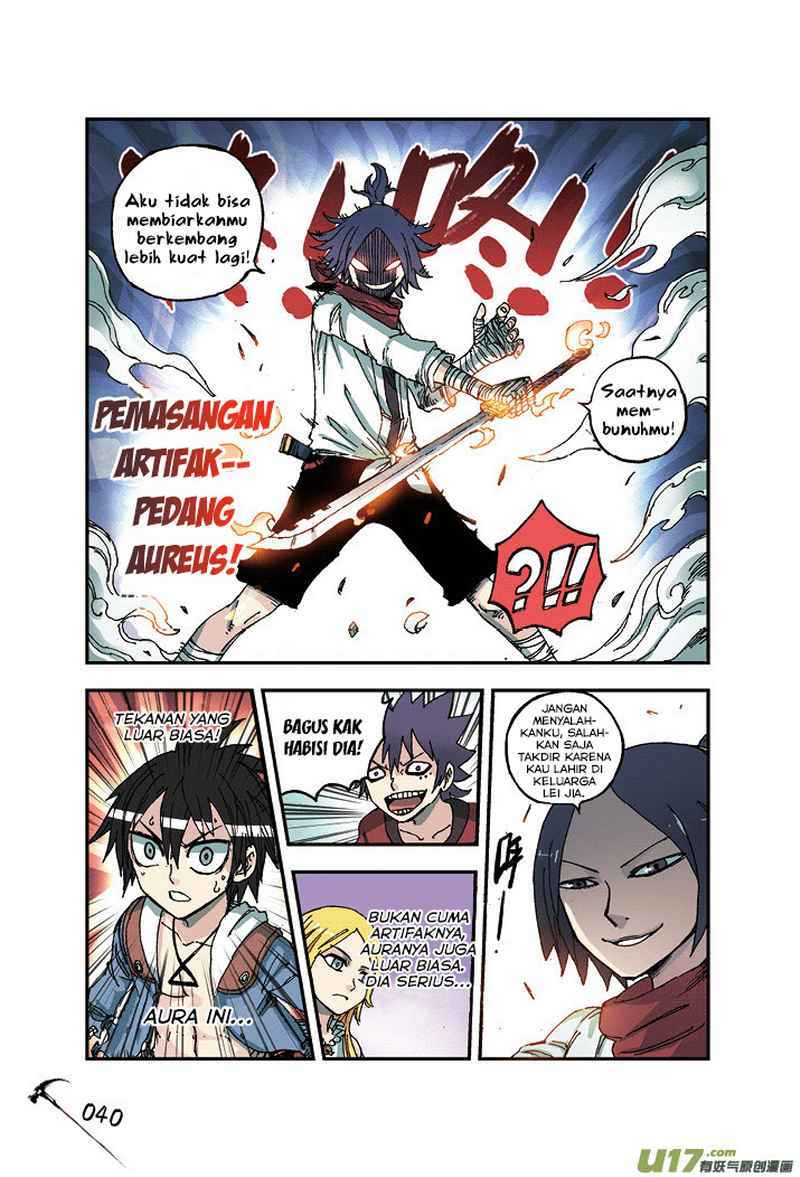 Aku tidak bisa
membiarkanmu
berkembang
lebih kuat lagi!
PEMASANGAN
ARTIFAK--
PEDANG
AUREUS!
Saatnya
mem-
bunuhmu!
?!!
TEKANAN YANG
LUAR BIASA!
AURA INI...
BAGUS KAK
HABISI DIA!
BUKAN CUMA
ARTIFAKNYA,
AURANYA JUGA
LUAR BIASA.
DIA SERIUS...
JANGAN
MENYALAH-
KANKU, SALAH-
KAN SAJA
TAKDIR KARENA
KAU LAHIR DI
KELUARGA
LEI JIA.
040
U17.com
有妖气原创漫画